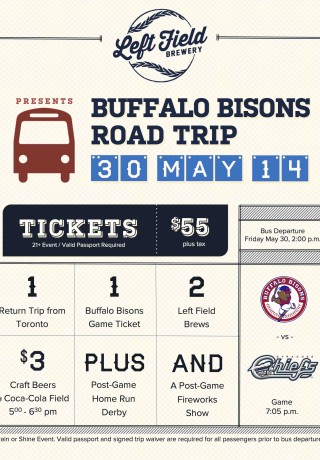 Left Field
BREWERY
PRESENTS
BUFFALO BISONS
ROAD TRIP
30 MAY 14
TICKETS
21+ Event / Valid Passport Required
$55
plus tax
Bus Departure
Friday May 30, 2:00 p.m.
1
Return Trip from
Toronto
1
Buffalo Bisons
Game Ticket
2
Left Field
Brews
BUFFALO BISONS
- VS -
$3
Craft Beers
Coca-Cola Field
5:00 - 6:30 pm
PLUS
Post-Game
Home Run
Derby
AND
A Post-Game
Fireworks
Show
Chiefs
Game
7:05 p.m.
ain or Shine Event. Valid passport and signed trip waiver are required for all passengers prior to bus departure